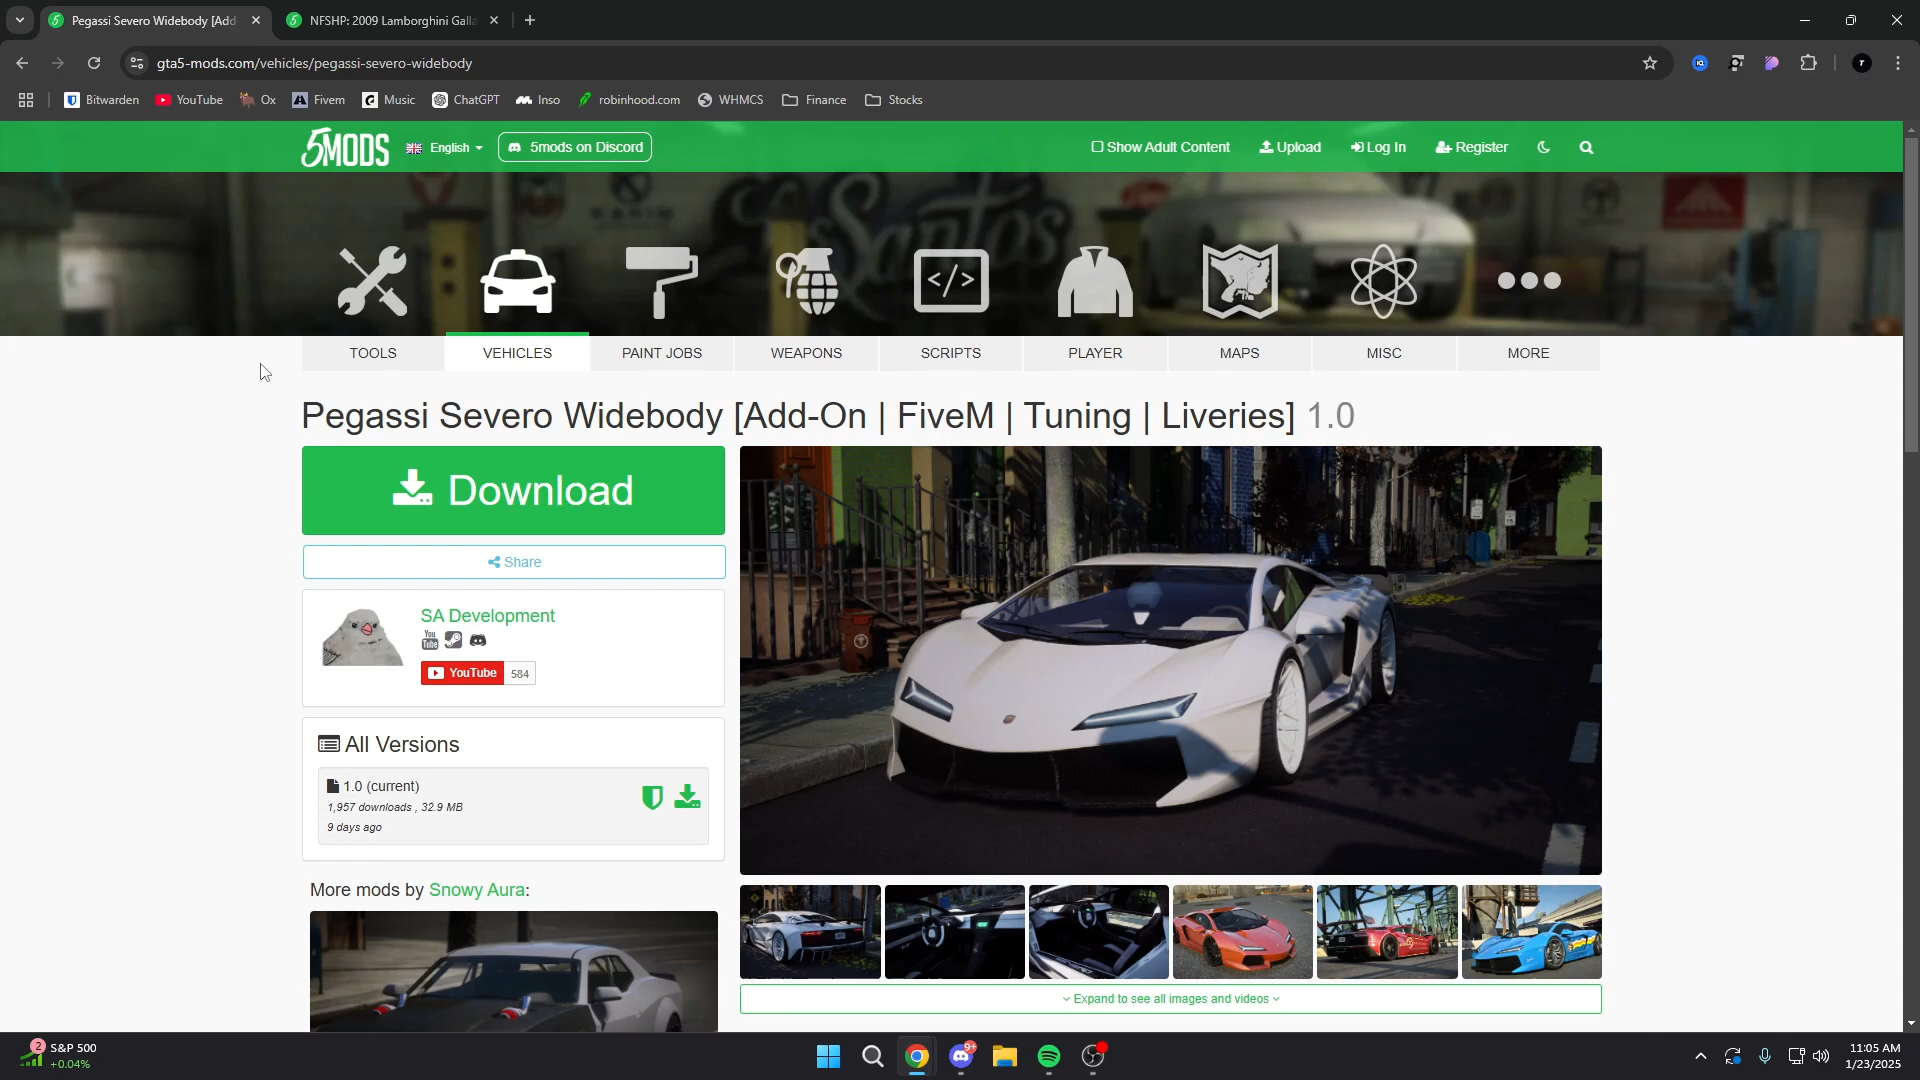 Pegassi Severo Widebody [Add-
NFSHP: 2009 Lamborghini Galla
gta5-mods.com/vehicles/pegassi-severo-widebody
Bitwarden
YouTube
Ox
Fivem
Music
ChatGPT
Inso
robinhood.com
WHMCS
Finance
Stocks
5MODS
English
5mods on Discord
Show Adult Content
Upload
Log In
Register
TOOLS
VEHICLES
PAINT JOBS
WEAPONS
SCRIPTS
PLAYER
MAPS
MISC
MORE
Pegassi Severo Widebody [Add-On | FiveM | Tuning | Liveries] 1.0
Download
Share
SA Development
You
Tube
YouTube 584
All Versions
1.0 (current)
1,957 downloads , 32.9 MB
9 days ago
More mods by Snowy Aura:
Expand to see all images and videos
2
S&P 500
+0.04%
9+
11:05 AM
1/23/2025